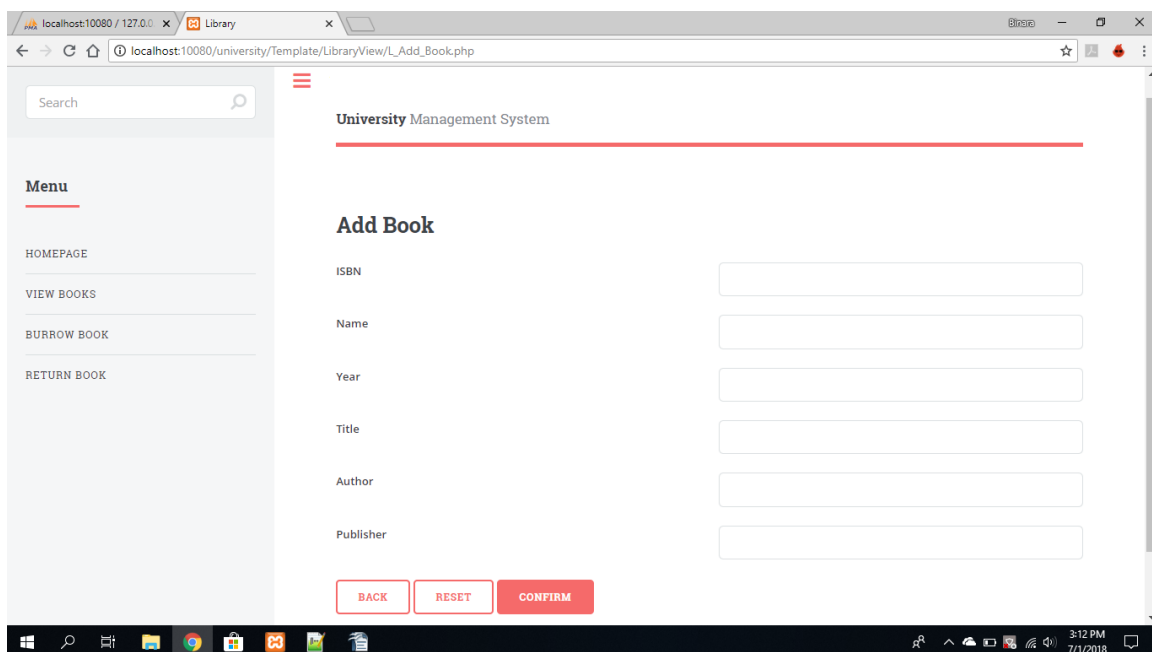 localhost:10080 / 127.0.0
Library
Binara
localhost:10080/university/Template/LibraryView/L_Add_Book.php
Search
University Management System
Menu
Add Book
HOMEPAGE
ISBN
VIEW BOOKS
Name
BURROW BOOK
RETURN BOOK
Year
Title
Author
Publisher
BACK RESET CONFIRM
3:12 PM
7/1/2018